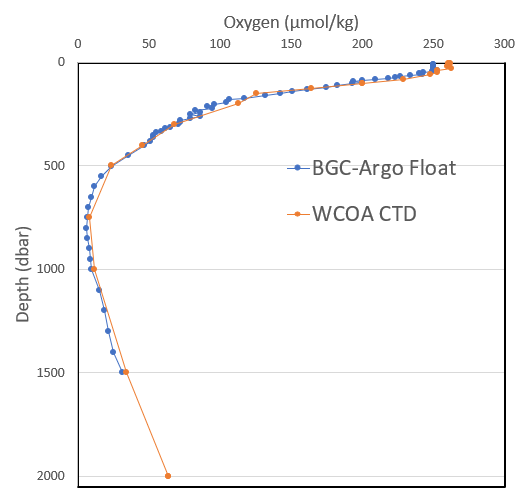 Oxygen (µmol/kg)
0 50 100 150 200 250 300
0
500
1000
1500
2000
Depth (dbar)
BGC-Argo Float
WCOA CTD